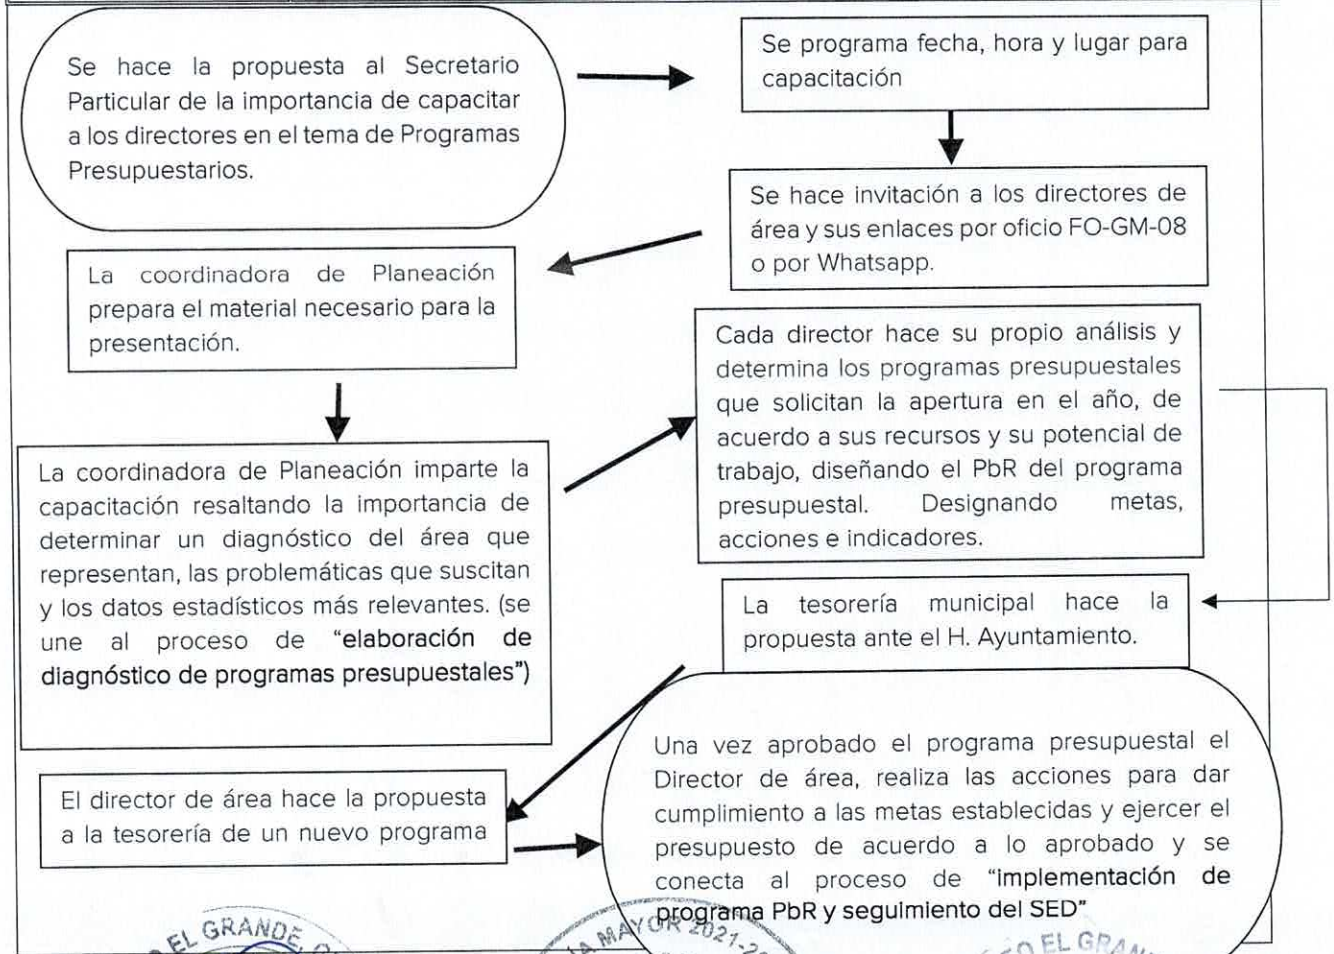 Se hace la propuesta al Secretario
Particular de la importancia de capacitar
a los directores en el tema de Programas
Presupuestarios.
Se programa fecha, hora y lugar para
capacitación
Se hace invitación a los directores de
área y sus enlaces por oficio FO-GM-08
o por Whatsapp.
La coordinadora de Planeación
prepara el material necesario para la
presentación.
La coordinadora de Planeación imparte la
capacitación resaltando la importancia de
determinar un diagnóstico del área que
representan, las problemáticas que suscitan
y los datos estadísticos más relevantes. (se
une al proceso de “elaboración de
diagnóstico de programas presupuestales”)
Cada director hace su propio análisis y
determina los programas presupuestales
que solicitan la apertura en el año, de
acuerdo a sus recursos y su potencial de
trabajo, diseñando el PbR del programa
presupuestal. Designando metas,
acciones e indicadores.
La tesorería municipal hace la
propuesta ante el H. Ayuntamiento.
El director de área hace la propuesta
a la tesorería de un nuevo programa
Una vez aprobado el programa presupuestal el
Director de área, realiza las acciones para dar
cumplimiento a las metas establecidas y ejercer el
presupuesto de acuerdo a lo aprobado y se
conecta al proceso de “implementación de
programa PbR y seguimiento del SED”
EL GRANDE,
MAYOR 2021-
EL